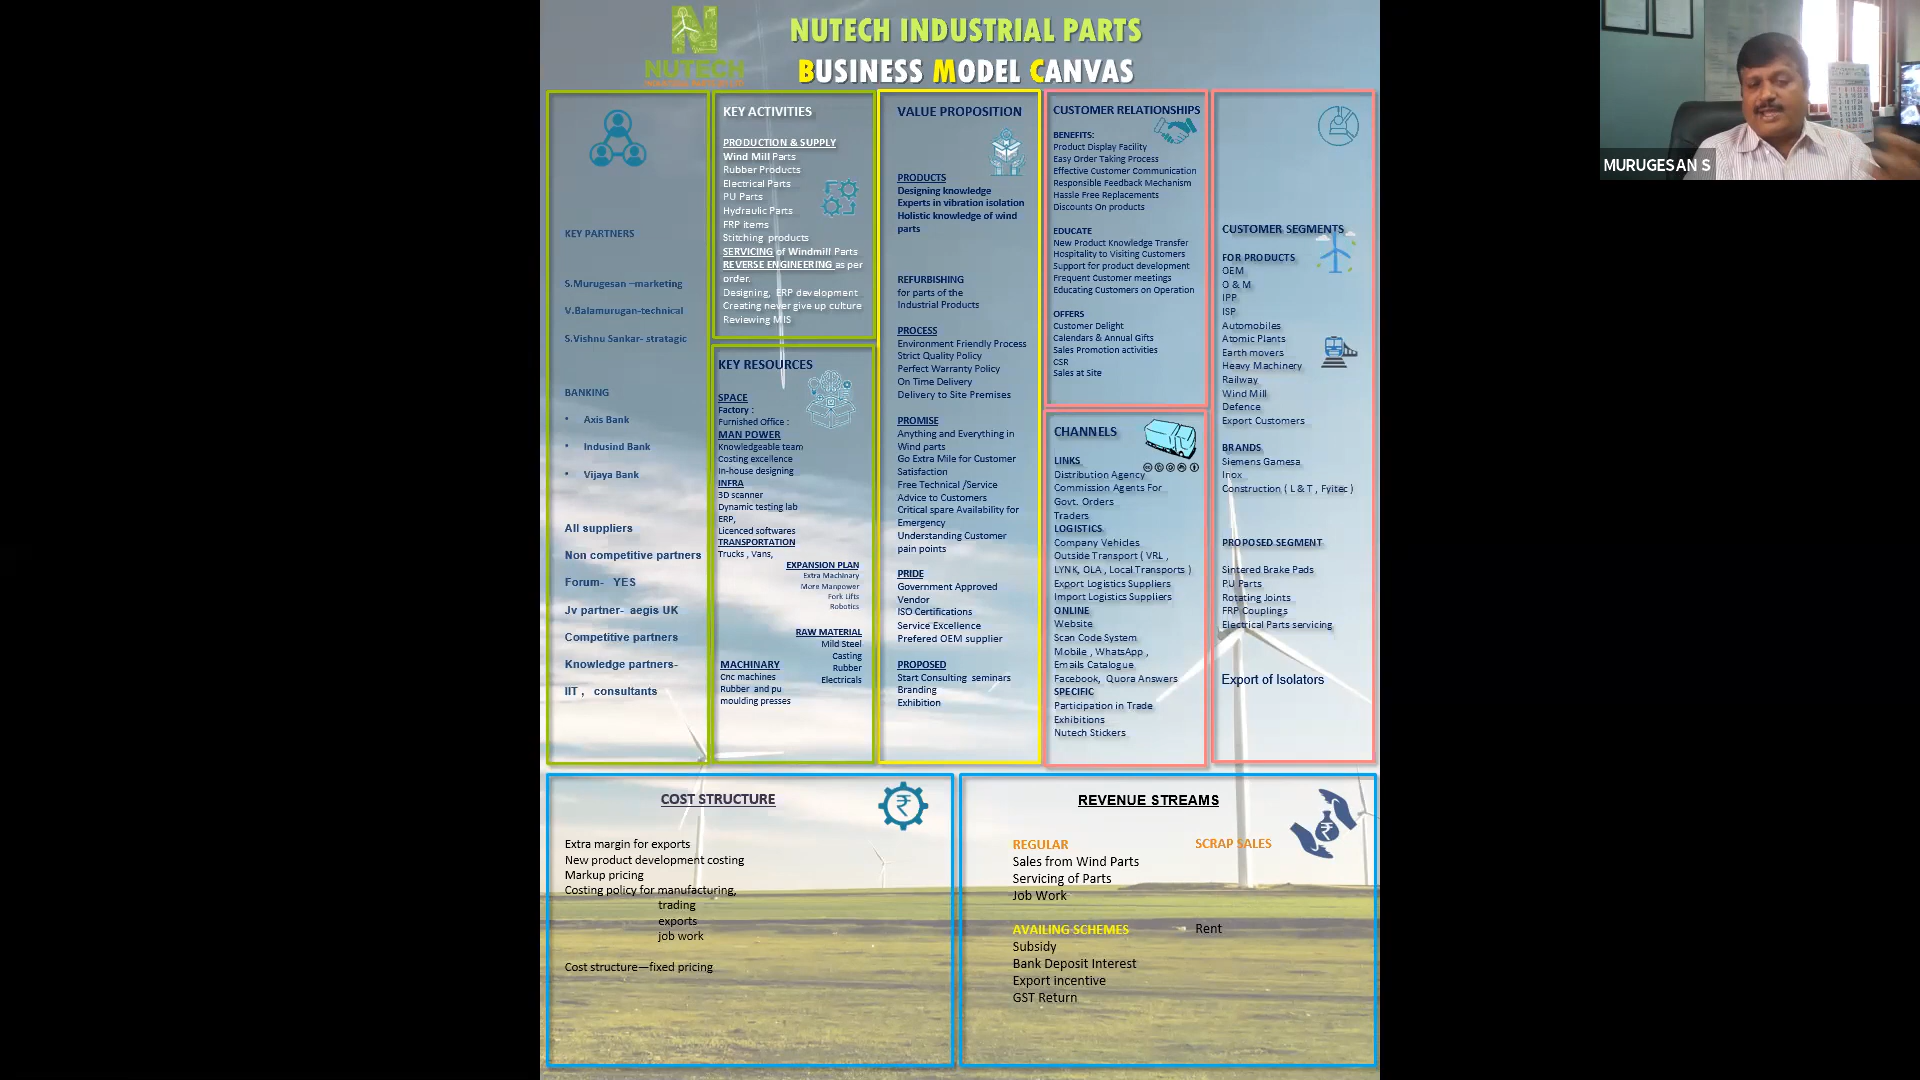 NUTECH
NUTECH INDUSTRIAL PARTS
BUSINESS MODEL CANVAS
MURUGESAN S
KEY PARTNERS
S.Murugesan –marketing
V.Balamurugan-technical
S.Vishnu Sankar- stratagic
BANKING
• Axis Bank
• Indusind Bank
• Vijaya Bank
All suppliers
Non competitive partners
Forum- YES
Jv partner- aegis UK
Competitive partners
Knowledge partners-
IIT , consultants
KEY ACTIVITIES
PRODUCTION & SUPPLY
Wind Mill Parts
Rubber Products
Electrical Parts
PU Parts
Hydraulic Parts
FRP items
Stitching products
SERVICING of Windmill Parts
REVERSE ENGINEERING as per
order.
Designing, ERP development
Creating never give up culture
Reviewing MIS
KEY RESOURCES
SPACE
Factory :
Furnished Office :
MAN POWER
Knowledgeable team
Costing excellence
In-house designing
INFRA
3D scanner
Dynamic testing lab
ERP,
Licenced softwares
TRANSPORTATION
Trucks , Vans,
EXPANSION PLAN
Extra Machinary
More Manpower
Fork Lifts
Robotics
RAW MATERIAL
Mild Steel
Casting
Rubber
Electricals
MACHINARY
Cnc machines
Rubber and pu
moulding presses
VALUE PROPOSITION
PRODUCTS
Designing knowledge
Experts in vibration isolation
Holistic knowledge of wind
parts
REFURBISHING
for parts of the
Industrial Products
PROCESS
Environment Friendly Process
Strict Quality Policy
Perfect Warranty Policy
On Time Delivery
Delivery to Site Premises
PROMISE
Anything and Everything in
Wind parts
Go Extra Mile for Customer
Satisfaction
Free Technical /Service
Advice to Customers
Critical spare Availability for
Emergency
Understanding Customer
pain points
PRIDE
Government Approved
Vendor
ISO Certifications
Service Excellence
Prefered OEM supplier
PROPOSED
Start Consulting seminars
Branding
Exhibition
CUSTOMER RELATIONSHIPS
BENEFITS:
Product Display Facility
Easy Order Taking Process
Effective Customer Communication
Responsible Feedback Mechanism
Hassle Free Replacements
Discounts On products
EDUCATE
New Product Knowledge Transfer
Hospitality to Visiting Customers
Support for product development
Frequent Customer meetings
Educating Customers on Operation
OFFERS
Customer Delight
Calendars & Annual Gifts
Sales Promotion activities
CSR
Sales at Site
CHANNELS
LINKS
Distribution Agency
Commission Agents For
Govt. Orders
Traders
LOGISTICS
Company Vehicles
Outside Transport ( VRL ,
LYNK, OLA , Local Transports )
Export Logistics Suppliers
Import Logistics Suppliers
ONLINE
Website
Scan Code System
Mobile , WhatsApp ,
Emails Catalogue
Facebook, Quora Answers
SPECIFIC
Participation in Trade
Exhibitions
Nutech Stickers
CUSTOMER SEGMENTS
FOR PRODUCTS
OEM
O & M
IPP
ISP
Automobiles
Atomic Plants
Earth movers
Heavy Machinery
Railway
Wind Mill
Defence
Export Customers
BRANDS
Siemens Gamesa
Inox
Construction ( L & T , Fyitec )
PROPOSED SEGMENT
Sintered Brake Pads
PU Parts
Rotating Joints
FRP Couplings
Electrical Parts servicing
Export of Isolators
COST STRUCTURE
Extra margin for exports
New product development costing
Markup pricing
Costing policy for manufacturing,
trading
exports
job work
Cost structure—fixed pricing
REVENUE STREAMS
REGULAR
Sales from Wind Parts
Servicing of Parts
Job Work
AVAILING SCHEMES
Subsidy
Bank Deposit Interest
Export incentive
GST Return
SCRAP SALES
Rent